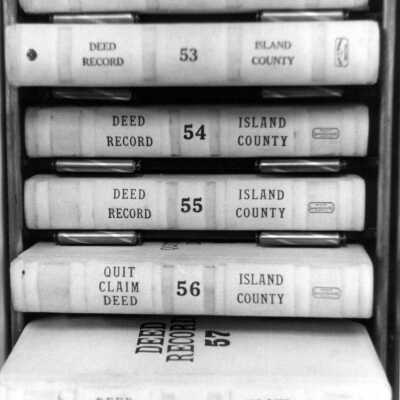 DEED
RECORD
53
ISLAND
COUNTY
DEED
RECORD
54
ISLAND
COUNTY
DEED
RECORD
55
ISLAND
COUNTY
QUIT
CLAIM
DEED
56
ISLAND
COUNTY
DEED
RECORD
57